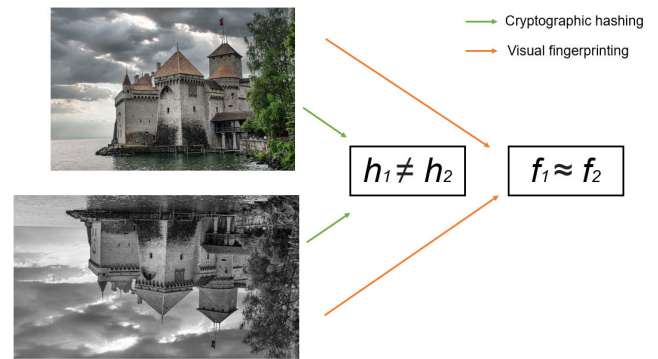 Cryptographic hashing
Visual fingerprinting
h₁ ≠ h₂
f₁ ≈ f₂